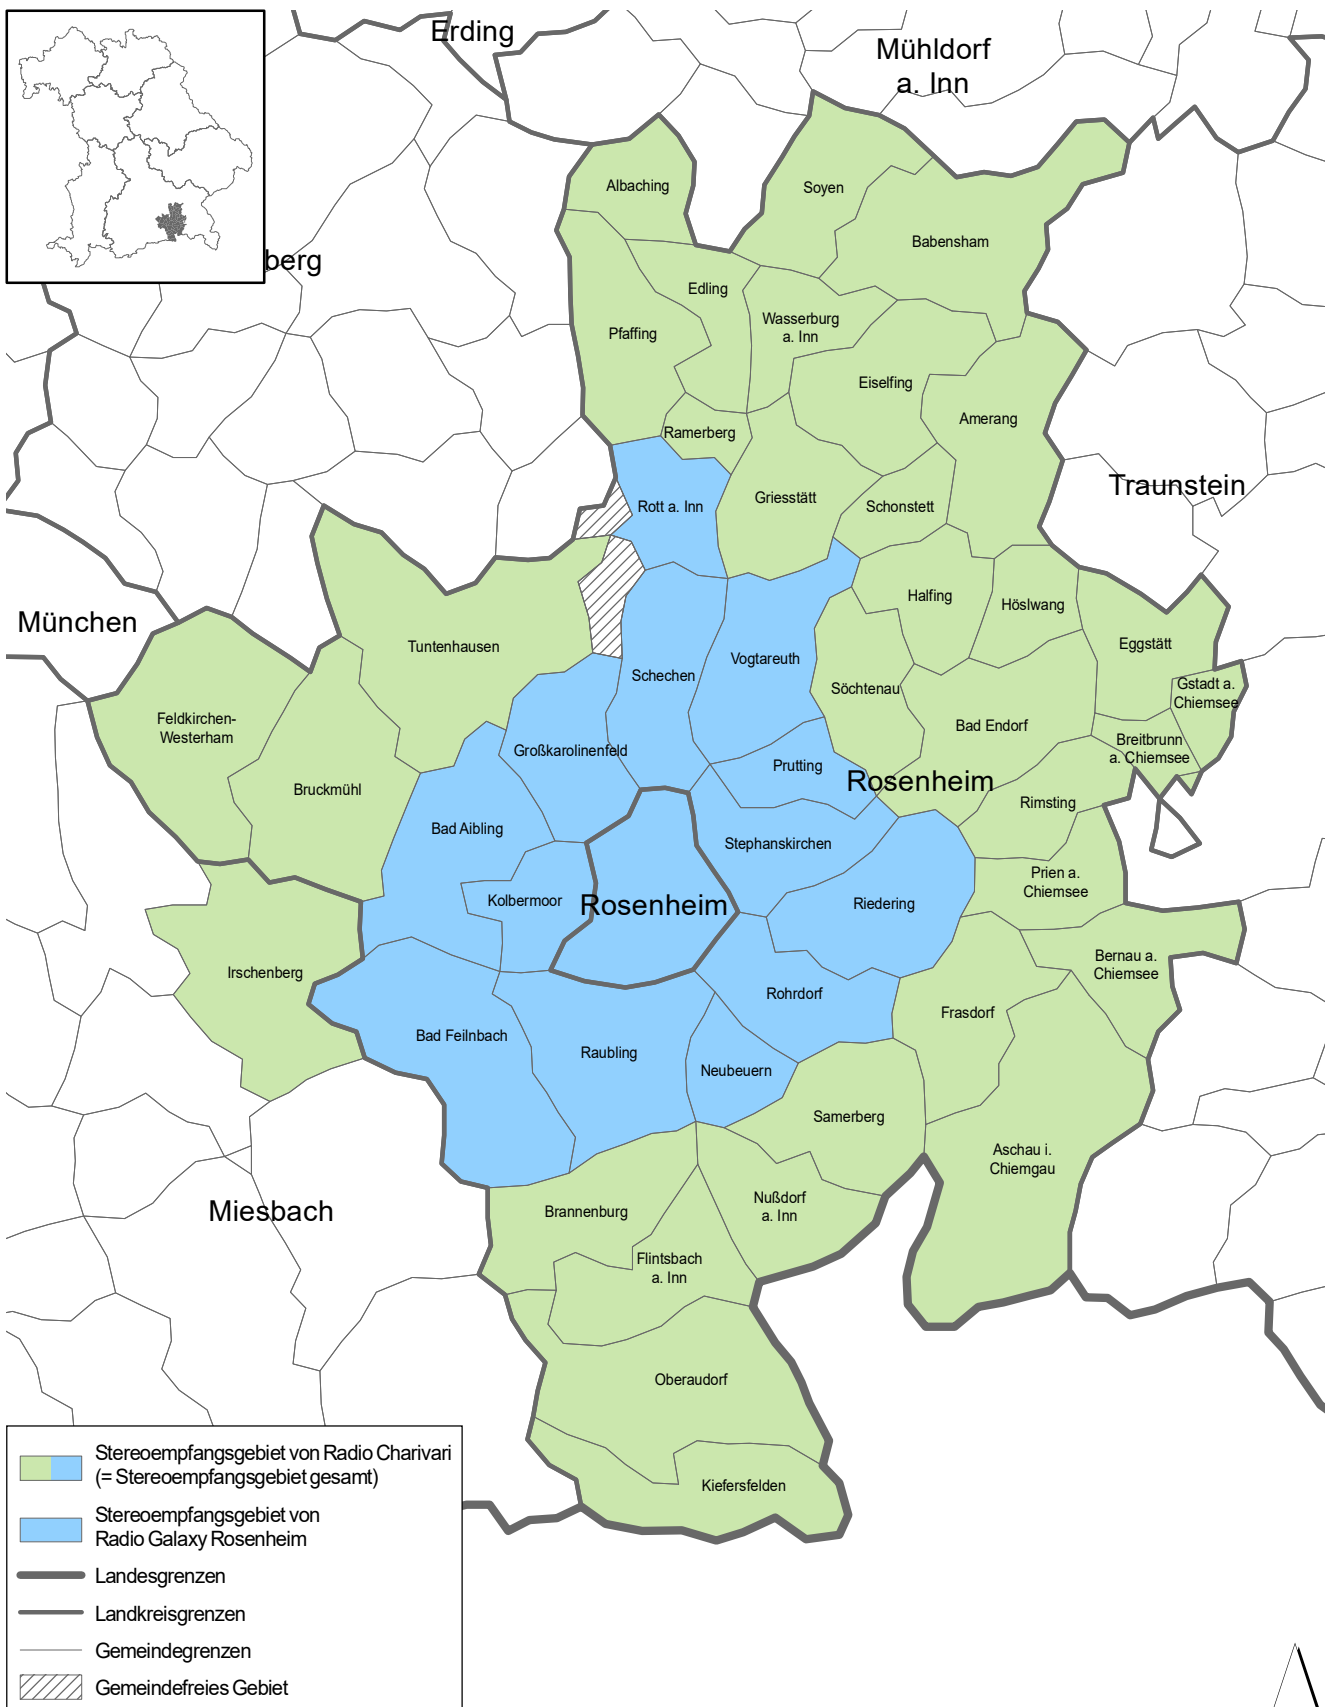 Erding
Mühldorf
a. Inn
berg
Albaching
Soyen
Babensham
Edling
Pfaffing
Wasserburg
a. Inn
Eiselfing
Amerang
Ramerberg
Rott a. Inn
Griesstätt
Schonstett
Traunstein
München
Tuntenhausen
Halfing
Höslwang
Eggstätt
Vogtareuth
Schechen
Söchtenau
Gstadt a.
Chiemsee
Feldkirchen-
Westerham
Bad Endorf
Breitbrunn
a. Chiemsee
Großkarolinenfeld
Prutting
Rosenheim
Bruckmühl
Rimsting
Bad Aibling
Stephanskirchen
Prien a.
Chiemsee
Kolbermoor
Rosenheim
Riedering
Irschenberg
Bernau a.
Chiemsee
Rohrdorf
Frasdorf
Bad Feilnbach
Raubling
Neubeuern
Samerberg
Aschau i.
Chiemgau
Miesbach
Brannenburg
Nußdorf
a. Inn
Flintsbach
a. Inn
Oberaudorf
Kiefersfelden
Stereoempfangsgebiet von Radio Charivari
(= Stereoempfangsgebiet gesamt)
Stereoempfangsgebiet von
Radio Galaxy Rosenheim
Landesgrenzen
Landkreisgrenzen
Gemeindegrenzen
Gemeindefreies Gebiet